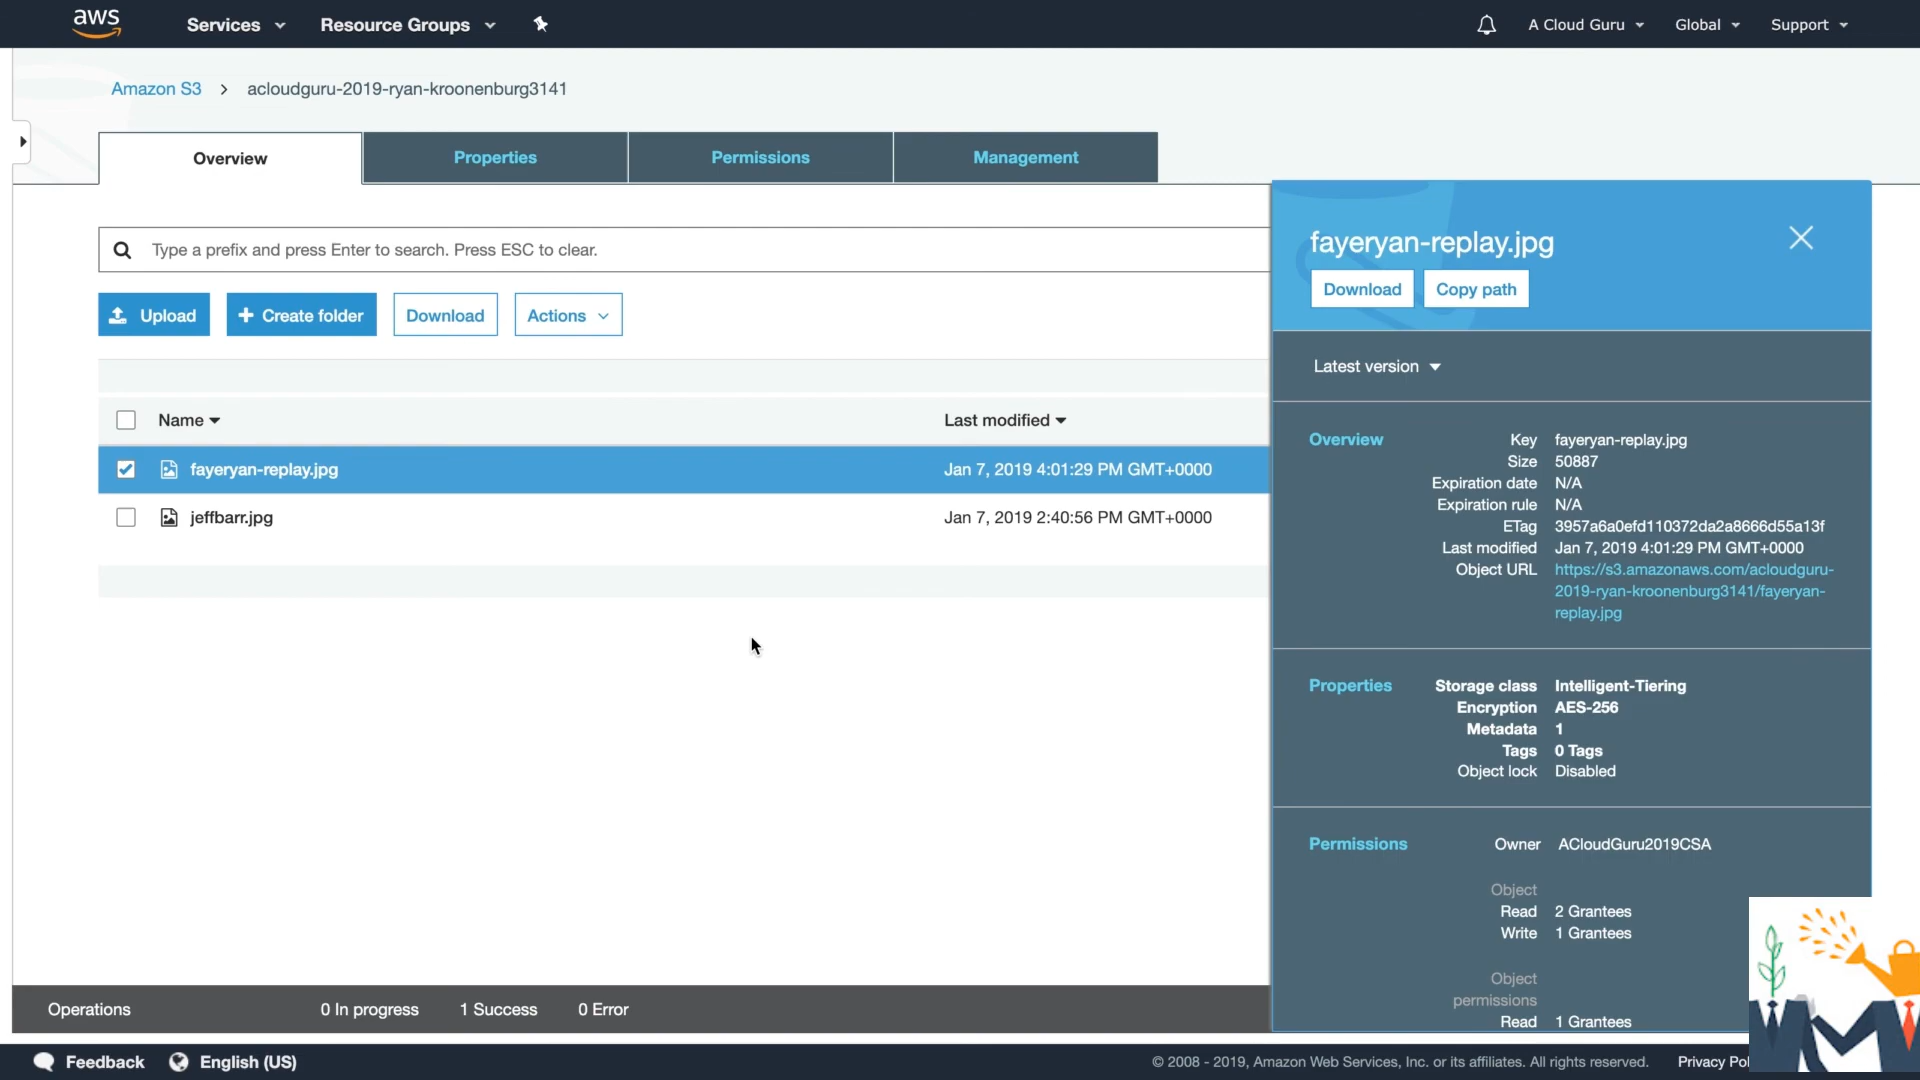 aws
Services
Resource Groups
A Cloud Guru
Global
Support
Amazon S3 > acloudguru-2019-ryan-kroonenburg3141
Overview
Properties
Permissions
Management
Type a prefix and press Enter to search. Press ESC to clear.
Upload
+ Create folder
Download
Actions
Name
Last modified
fayeryan-replay.jpg
Jan 7, 2019 4:01:29 PM GMT+0000
jeffbarr.jpg
Jan 7, 2019 2:40:56 PM GMT+0000
fayeryan-replay.jpg
Download
Copy path
Latest version
Overview
Key fayeryan-replay.jpg
Size 50887
Expiration date N/A
Expiration rule N/A
ETag 3957a6a0efd110372da2a8666d55a13f
Last modified Jan 7, 2019 4:01:29 PM GMT+0000
Object URL https://s3.amazonaws.com/acloudguru-
2019-ryan-kroonenburg3141/fayeryan-
replay.jpg
Properties
Storage class Intelligent-Tiering
Encryption AES-256
Metadata 1
Tags 0 Tags
Object lock Disabled
Permissions
Owner ACloudGuru2019CSA
Object
Read 2 Grantees
Write 1 Grantees
Object
permissions
Read 1 Grantees
Operations
0 In progress
1 Success
0 Error
Feedback
English (US)
© 2008 - 2019, Amazon Web Services, Inc. or its affiliates. All rights reserved.
Privacy Pol